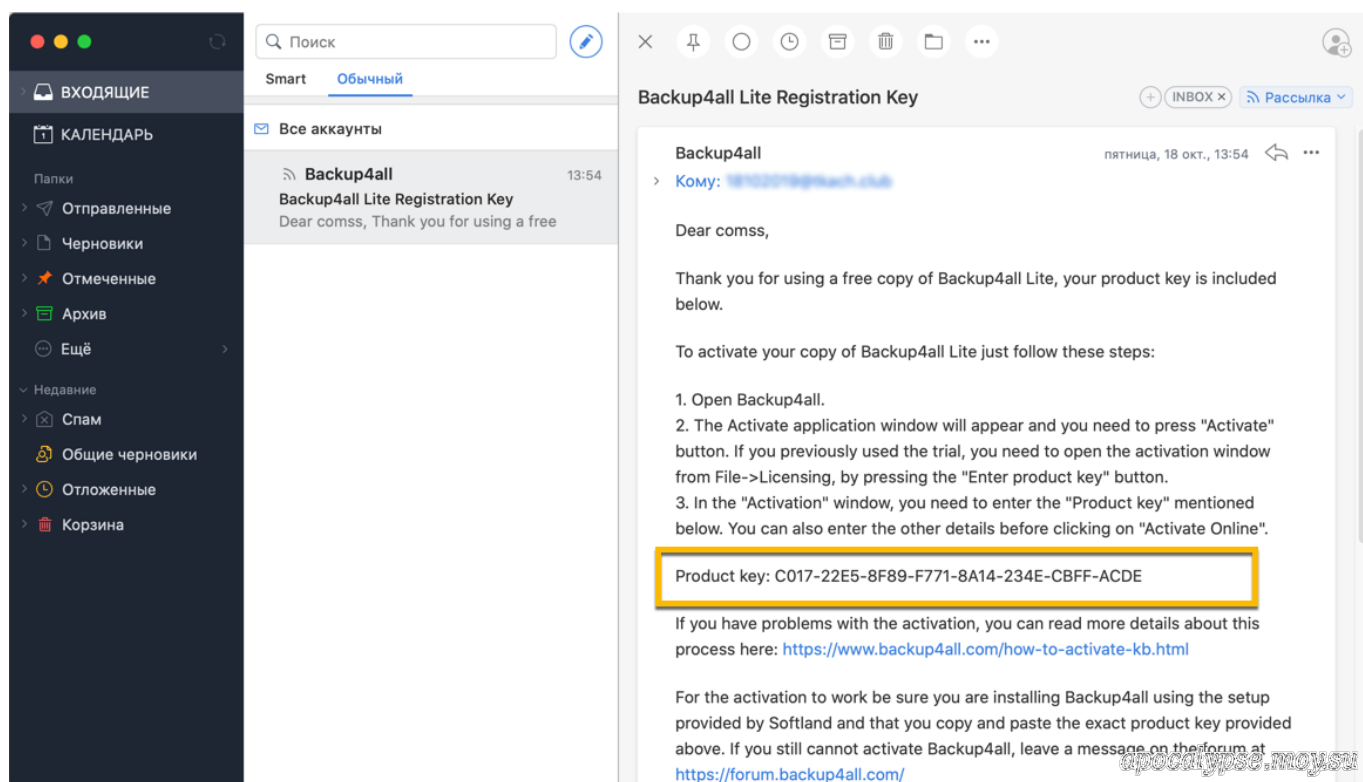 ВХОДЯЩИЕ
1 КАЛЕНДАРЬ
Папки
Отправленные
Черновики
Отмеченные
Архив
Ещё
Недавние
Спам
Общие черновики
Отложенные
Корзина
Поиск
Smart Обычный
Все аккаунты
Backup4all 13:54
Backup4all Lite Registration Key
Dear comss, Thank you for using a free
Backup4all Lite Registration Key INBOX × Рассылка
Backup4all пятница, 18 окт., 13:54
Кому:
Dear comss,
Thank you for using a free copy of Backup4all Lite, your product key is included
below.
To activate your copy of Backup4all Lite just follow these steps:
1. Open Backup4all.
2. The Activate application window will appear and you need to press "Activate"
button. If you previously used the trial, you need to open the activation window
from File->Licensing, by pressing the "Enter product key" button.
3. In the "Activation" window, you need to enter the "Product key" mentioned
below. You can also enter the other details before clicking on "Activate Online".
Product key: C017-22E5-8F89-F771-8A14-234E-CBFF-ACDE
If you have problems with the activation, you can read more details about this
process here: https://www.backup4all.com/how-to-activate-kb.html
For the activation to work be sure you are installing Backup4all using the setup
provided by Softland and that you copy and paste the exact product key provided
above. If you still cannot activate Backup4all, leave a message on the forum at
https://forum.backup4all.com/
apocalypse.moy.su